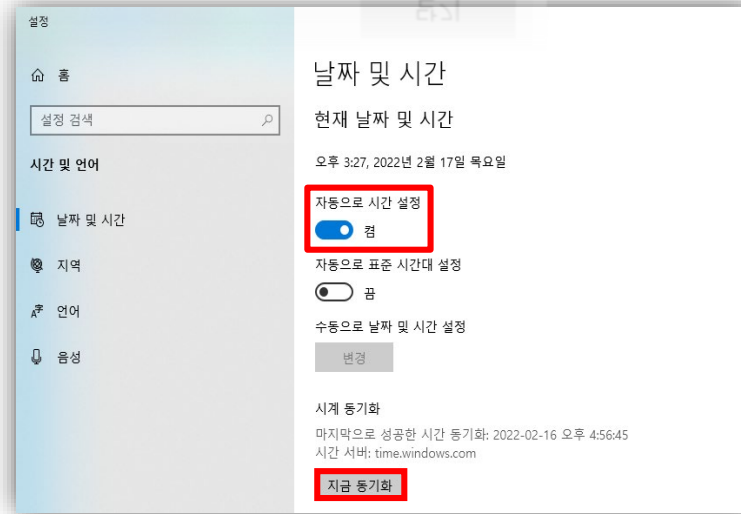 설정
홈
설정 검색
시간 및 언어
날짜 및 시간
지역
언어
음성
날짜 및 시간
현재 날짜 및 시간
오후 3:27, 2022년 2월 17일 목요일
자동으로 시간 설정
켬
자동으로 표준 시간대 설정
끔
수동으로 날짜 및 시간 설정
변경
시계 동기화
마지막으로 성공한 시간 동기화: 2022-02-16 오후 4:56:45
시간 서버: time.windows.com
지금 동기화